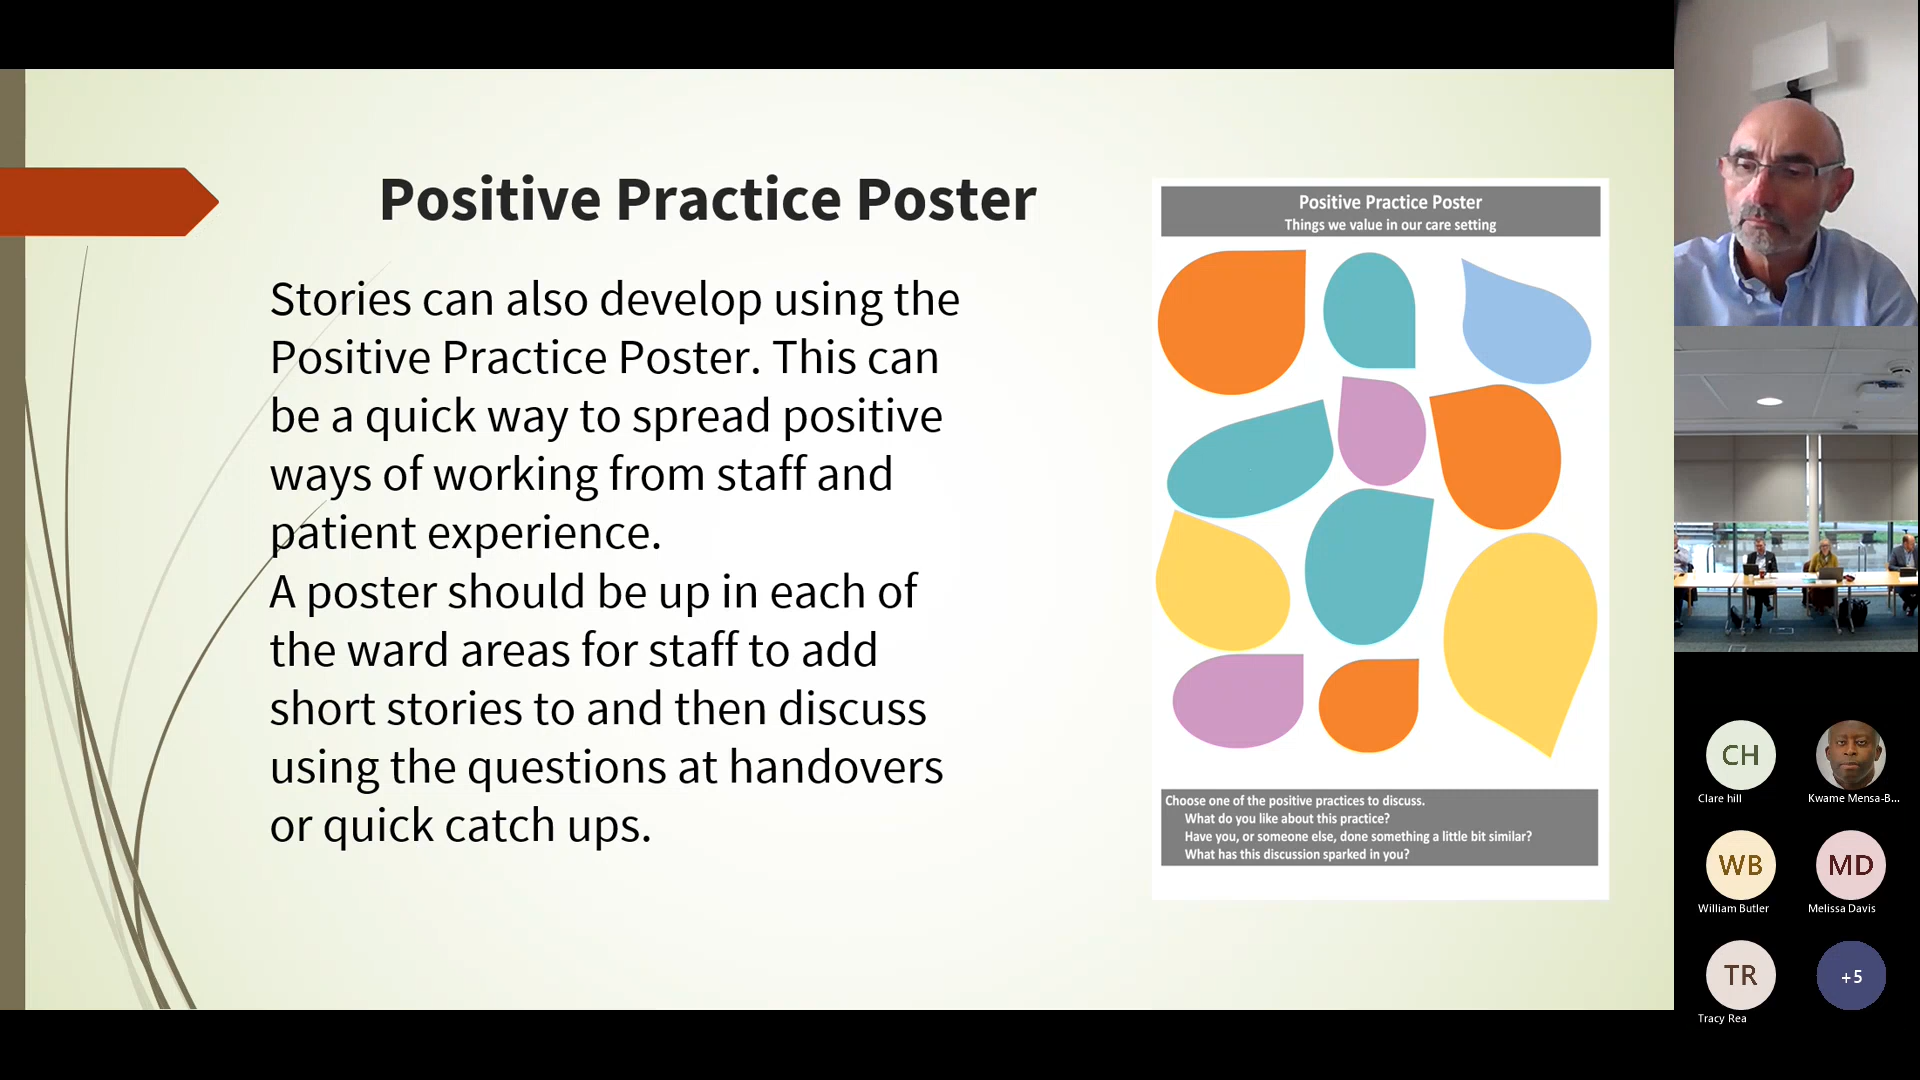 Positive Practice Poster
Stories can also develop using the
Positive Practice Poster. This can
be a quick way to spread positive
ways of working from staff and
patient experience.
A poster should be up in each of
the ward areas for staff to add
short stories to and then discuss
using the questions at handovers
or quick catch ups.
Positive Practice Poster
Things we value in our care setting
Choose one of the positive practices to discuss.
What do you like about this practice?
Have you, or someone else, done something a little bit similar?
What has this discussion sparked in you?
CH
Clare hill
Kwame Mensa-B...
WB
William Butler
MD
Melissa Davis
TR
Tracy Rea
+5